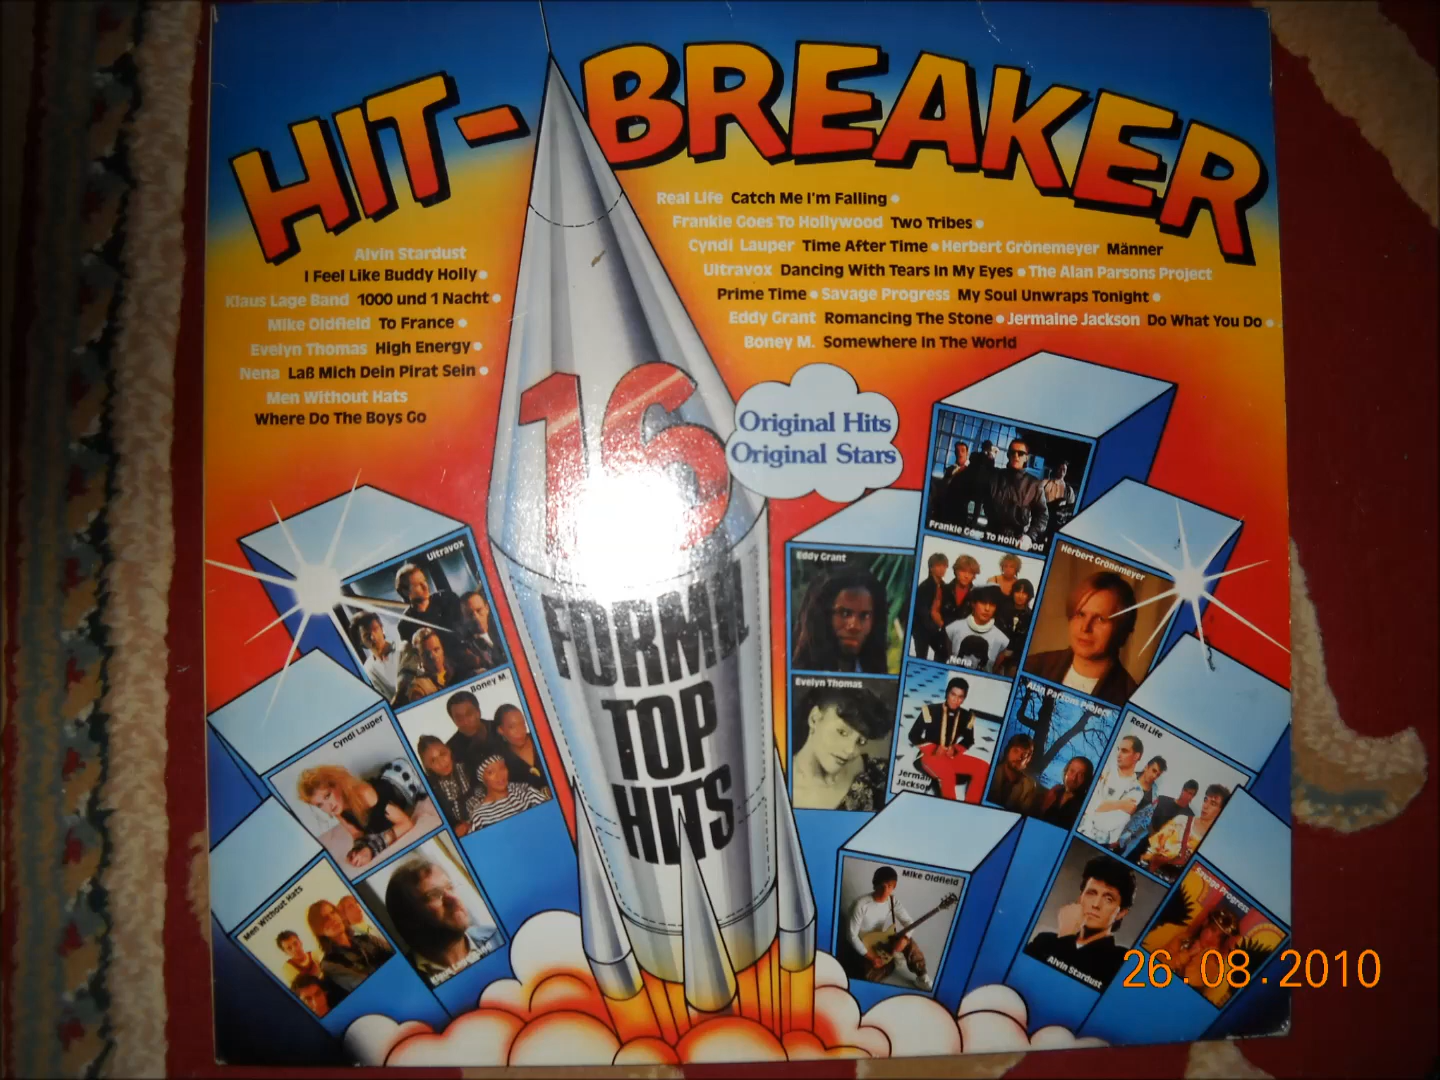 HIT-BREAKER
Alvin Stardust
I Feel Like Buddy Holly •
Klaus Lage Band 1000 und 1 Nacht •
Mike Oldfield To France •
Evelyn Thomas High Energy •
Nena Laß Mich Dein Pirat Sein •
Men Without Hats
Where Do The Boys Go
Real Life Catch Me I'm Falling •
Frankie Goes To Hollywood Two Tribes •
Cyndi Lauper Time After Time • Herbert Grönemeyer Männer
Ultravox Dancing With Tears In My Eyes • The Alan Parsons Project
Prime Time • Savage Progress My Soul Unwraps Tonight •
Eddy Grant Romancing The Stone • Jermaine Jackson Do What You Do •
Boney M. Somewhere In The World
16
FORMEL
TOP
HITS
Original Hits
Original Stars
Ultravox
Boney M.
Cyndi Lauper
Men Without Hats
Klaus
Frankie Goes To Hollywood
Eddy Grant
Nena
Herbert Grönemeyer
Evelyn Thomas
Jermaine
Jackson
Alan Parsons Project
Real Life
Mike Oldfield
Alvin Stardust
Savage Progress
26.08.2010